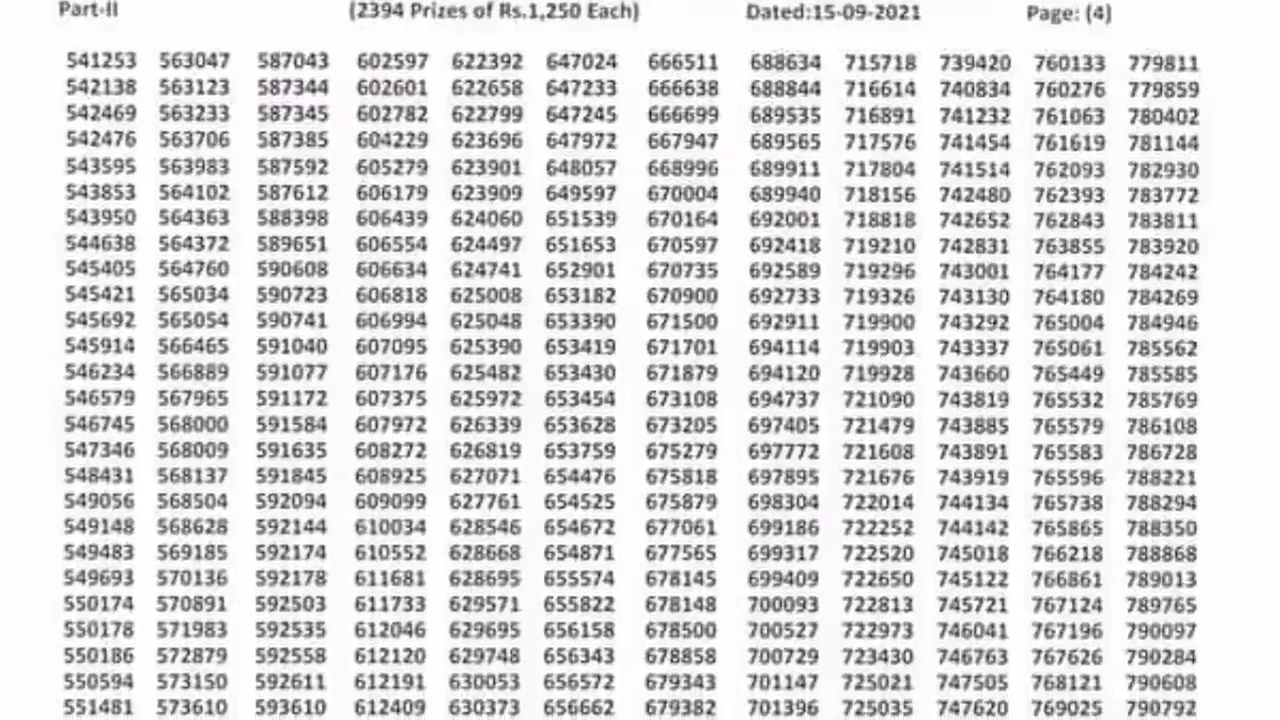 Part-II (2394 Prizes of Rs.1,250 Each) Dated:15-09-2021 Page: (4)
541253 563047 587043 602597 622392 647024 666511 688634 715718 739420 760133 779811
542138 563123 587344 602601 622658 647233 666638 688844 716614 740834 760276 779859
542469 563233 587345 602782 622799 647245 666699 689535 716891 741232 761063 780402
542476 563706 587385 604229 623696 647972 667947 689565 717576 741454 761619 781144
543595 563983 587592 605279 623901 648057 668996 689911 717804 741514 762093 782930
543853 564102 587612 606179 623909 649597 670004 689940 718156 742480 762393 783772
543950 564363 588398 606439 624060 651539 670164 692001 718818 742652 762843 783811
544638 564372 589651 606554 624497 651653 670597 692418 719210 742831 763855 783920
545405 564760 590608 606634 624741 652901 670735 692589 719296 743001 764177 784242
545421 565034 590723 606818 625008 653182 670900 692733 719326 743130 764180 784269
545692 565054 590741 606994 625048 653390 671500 692911 719900 743292 765004 784946
545914 566465 591040 607095 625390 653419 671701 694114 719903 743337 765061 785562
546234 566889 591077 607176 625482 653430 671879 694120 719928 743660 765449 785585
546579 567965 591172 607375 625972 653454 673108 694737 721090 743819 765532 785769
546745 568000 591584 607972 626339 653628 673205 697405 721479 743885 765579 786108
547346 568009 591635 608272 626819 653759 675279 697772 721608 743891 765583 786728
548431 568137 591845 608925 627071 654476 675818 697895 721676 743919 765596 788221
549056 568504 592094 609099 627761 654525 675879 698304 722014 744134 765738 788294
549148 568628 592144 610034 628546 654672 677061 699186 722252 744142 765865 788350
549483 569185 592174 610552 628668 654871 677565 699317 722520 745018 766218 788868
549693 570136 592178 611681 628695 655574 678145 699409 722650 745122 766861 789013
550174 570891 592503 611733 629571 655822 678148 700093 722813 745721 767124 789765
550178 571983 592535 612046 629695 656158 678500 700527 722973 746041 767196 790097
550186 572879 592558 612120 629748 656343 678858 700729 723430 746763 767626 790284
550594 573150 592611 612191 630053 656572 679343 701147 725021 747505 768121 790608
551481 573610 593610 612409 630373 656662 679382 701396 725035 747620 769025 790792